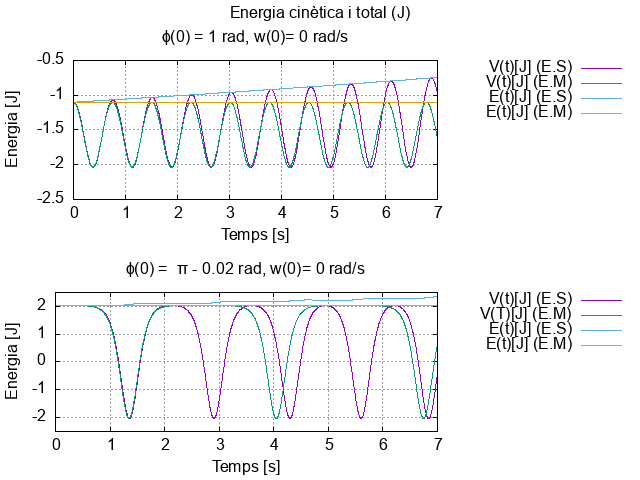 Energia cinètica i total (J)
ϕ(0) = 1 rad, w(0)= 0 rad/s
Energia [J]
-0.5
-1
-1.5
-2
-2.5
0 1 2 3 4 5 6 7
Temps [s]
V(t)[J] (E.S)
V(t)[J] (E.M)
E(t)[J] (E.S)
E(t)[J] (E.M)
ϕ(0) =  π - 0.02 rad, w(0)= 0 rad/s
Energia [J]
2
1
0
-1
-2
0 1 2 3 4 5 6 7
Temps [s]
V(t)[J] (E.S)
V(T)[J] (E.M)
E(t)[J] (E.S)
E(t)[J] (E.M)